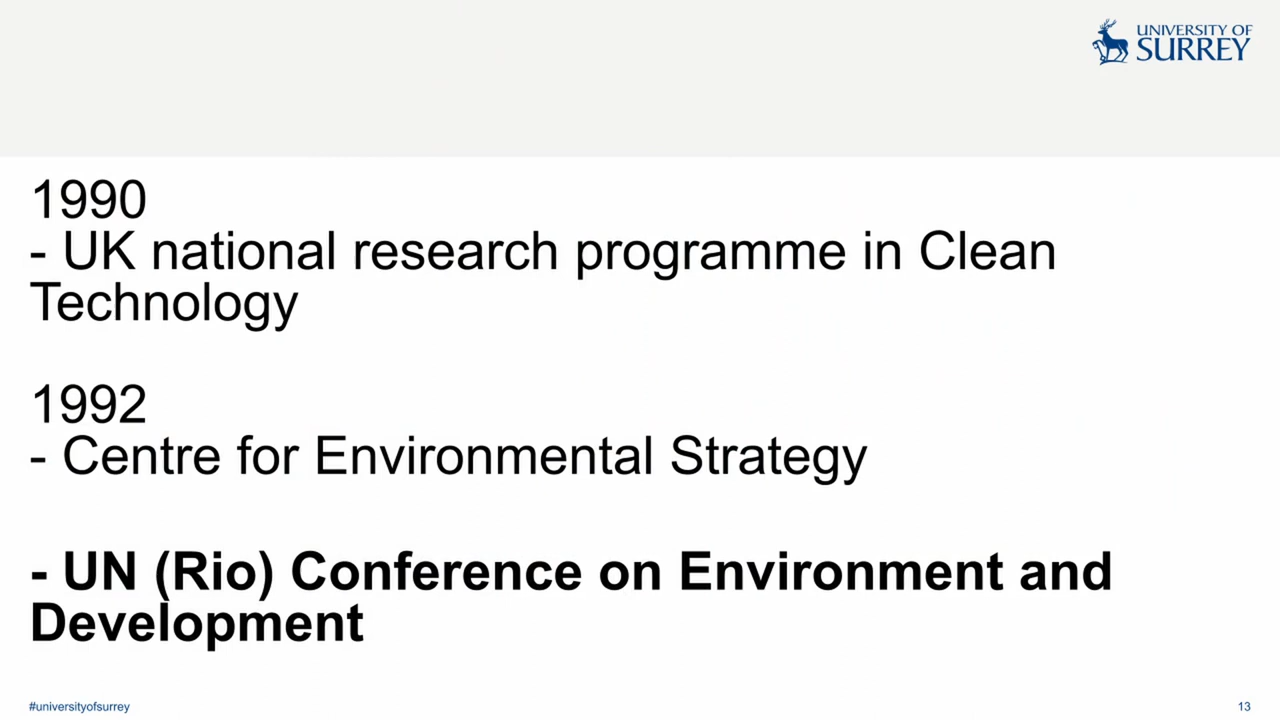 UNIVERSITY OF
SURREY
1990
- UK national research programme in Clean
Technology
1992
- Centre for Environmental Strategy
- UN (Rio) Conference on Environment and
Development
#universityofsurrey
13